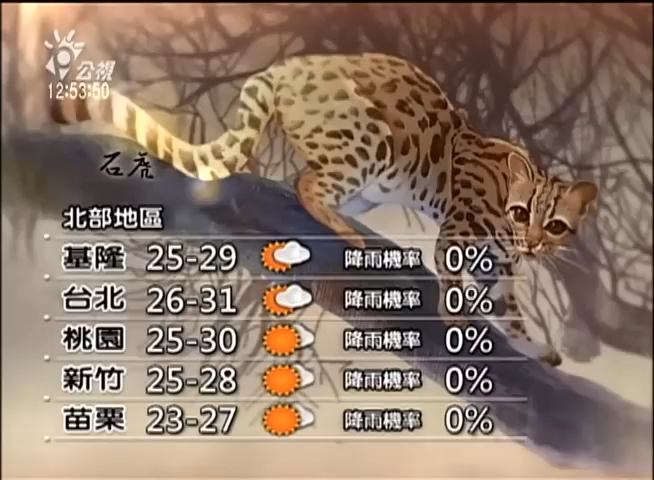 公視
12:53:50
石虎
北部地區
基隆 25-29 降雨機率 0%
台北 26-31 降雨機率 0%
桃園 25-30 降雨機率 0%
新竹 25-28 降雨機率 0%
苗栗 23-27 降雨機率 0%